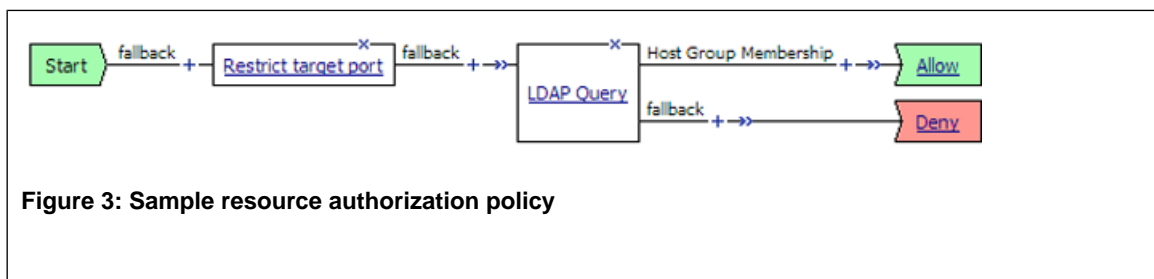 Start
fallback
Restrict target port
fallback
LDAP Query
Host Group Membership
Allow
fallback
Deny
Figure 3: Sample resource authorization policy